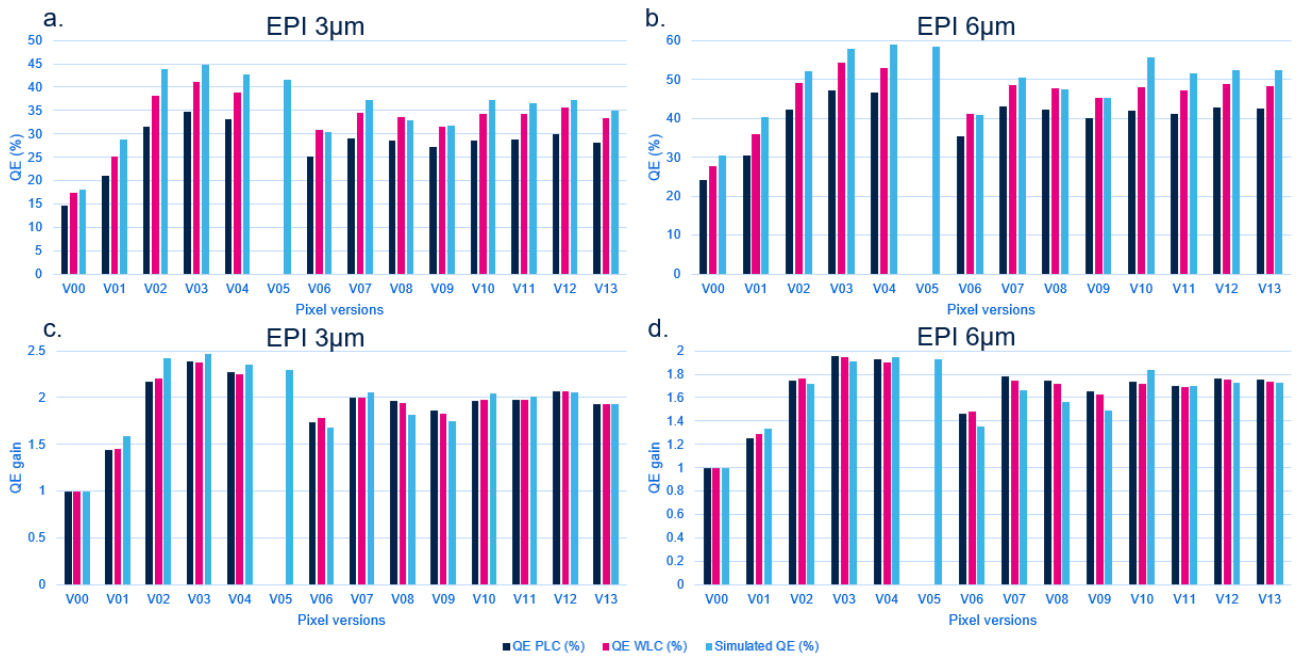 a.
EPI 3µm
50
45
40
35
30
25
20
15
10
5
0
QE (%)
V00 V01 V02 V03 V04 V05 V06 V07 V08 V09 V10 V11 V12 V13
Pixel versions
b.
EPI 6µm
60
50
40
30
20
10
0
QE (%)
V00 V01 V02 V03 V04 V05 V06 V07 V08 V09 V10 V11 V12 V13
Pixel versions
c.
EPI 3µm
2.5
2
1.5
1
0.5
0
QE gain
V00 V01 V02 V03 V04 V05 V06 V07 V08 V09 V10 V11 V12 V13
Pixel versions
d.
EPI 6µm
2
1.8
1.6
1.4
1.2
1
0.8
0.6
0.4
0.2
0
QE gain
V00 V01 V02 V03 V04 V05 V06 V07 V08 V09 V10 V11 V12 V13
Pixel versions
QE PLC (%) QE WLC (%) Simulated QE (%)